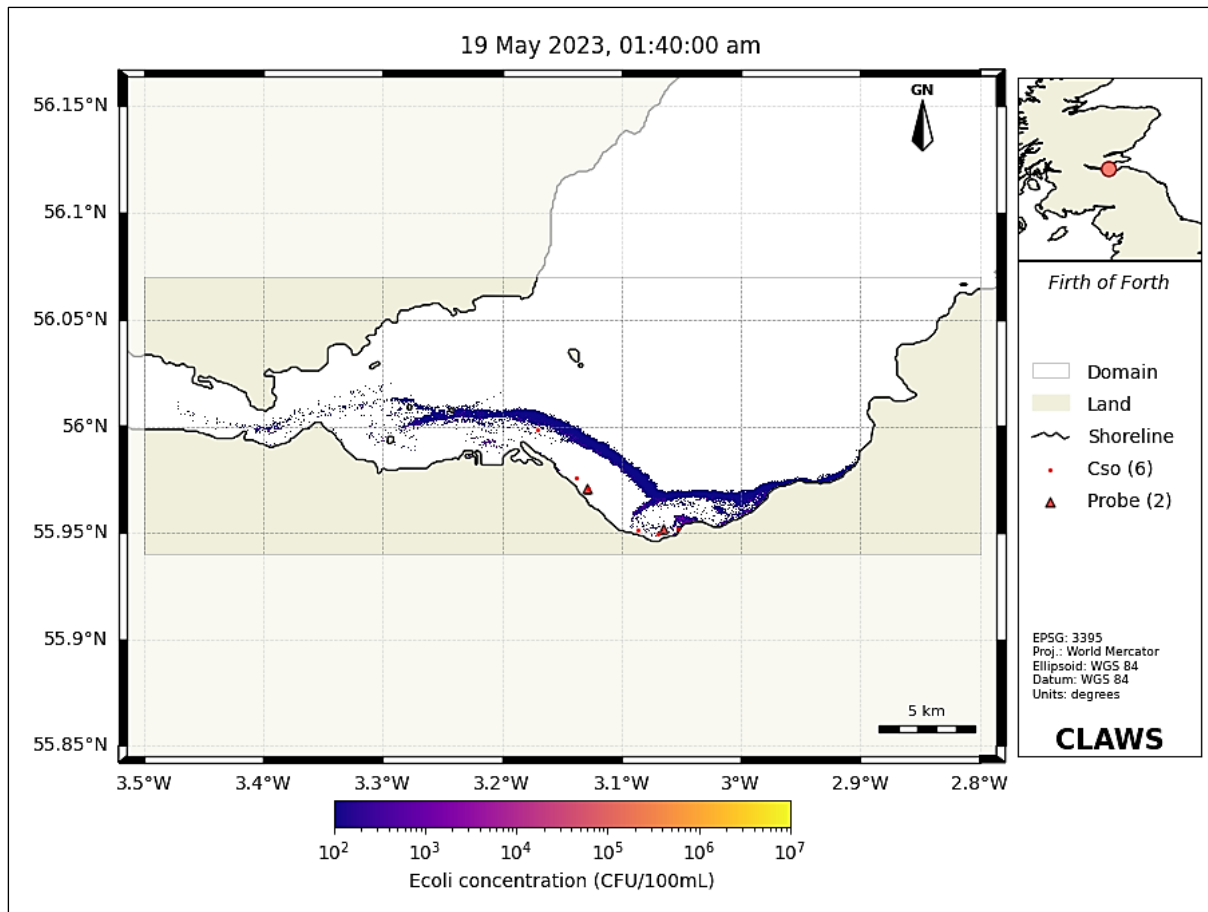 19 May 2023, 01:40:00 am
GN
56.15°N
56.1°N
56.05°N
56°N
55.95°N
55.9°N
55.85°N
5 km
3.5°W 3.4°W 3.3°W 3.2°W 3.1°W 3°W 2.9°W 2.8°W
10² 10³ 10⁴ 10⁵ 10⁶ 10⁷
Ecoli concentration (CFU/100mL)
Firth of Forth
Domain
Land
Shoreline
Cso (6)
Probe (2)
EPSG: 3395
Proj.: World Mercator
Ellipsoid: WGS 84
Datum: WGS 84
Units: degrees
CLAWS